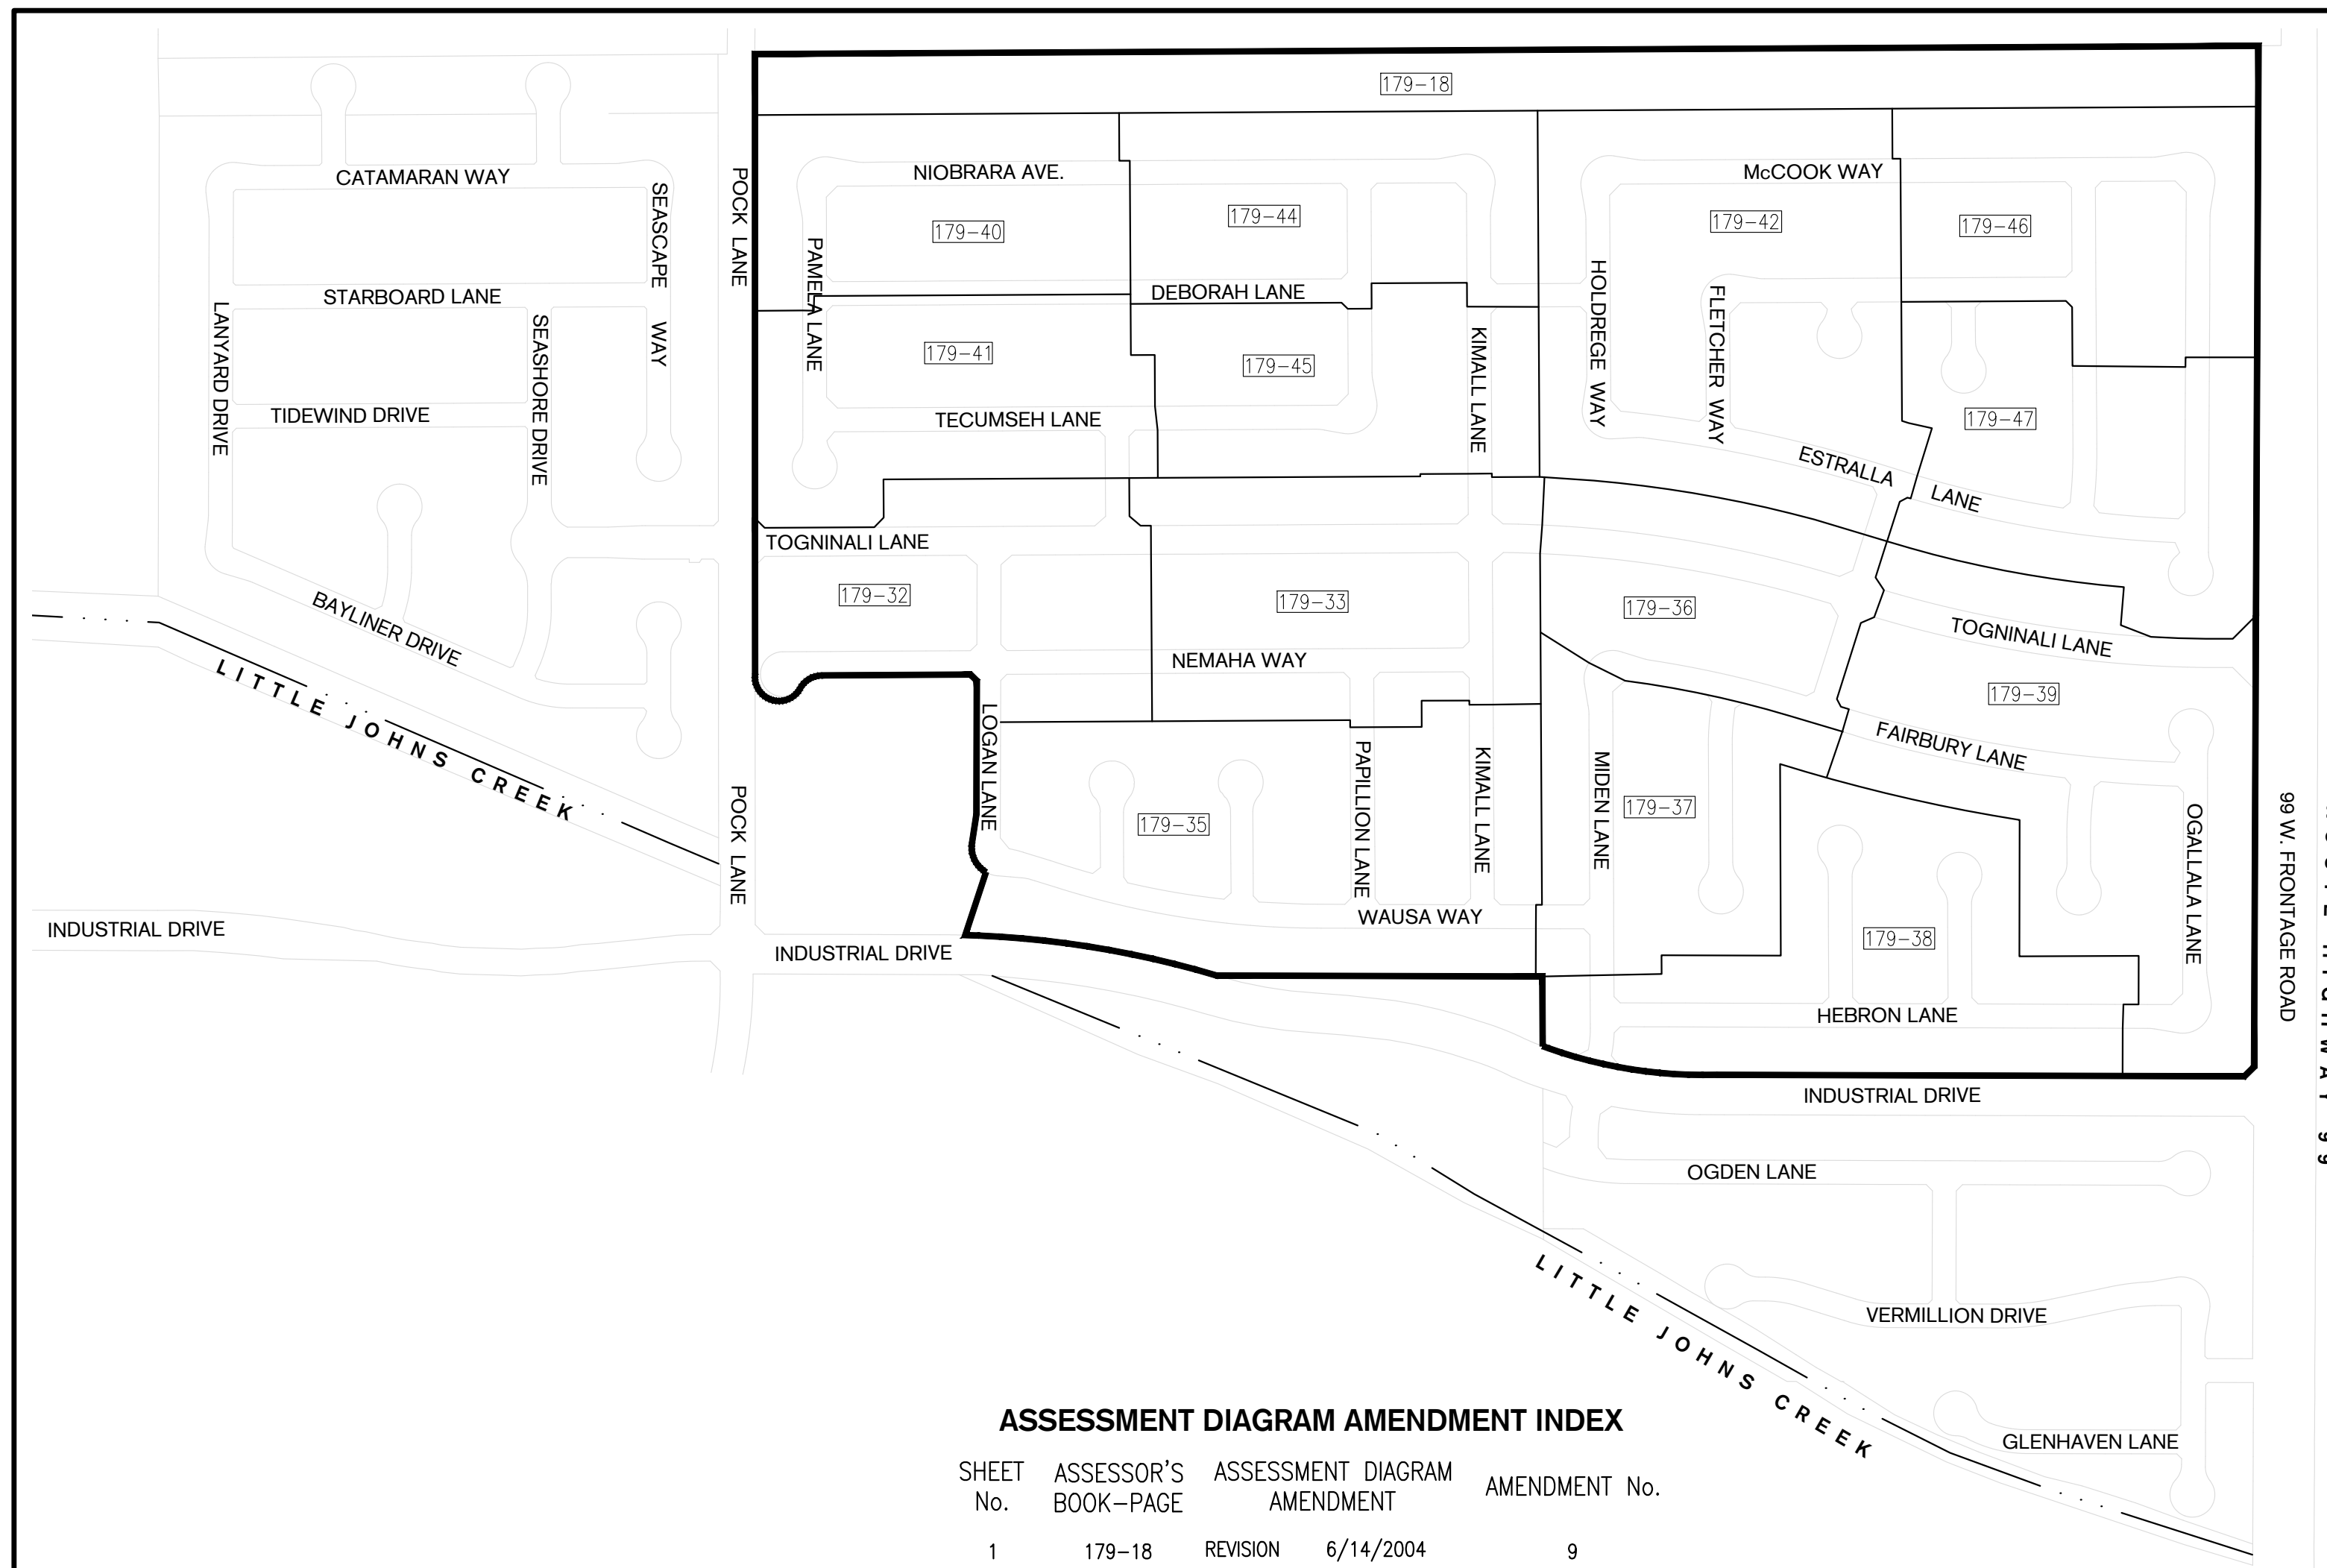 179-18
CATAMARAN WAY
SEASCAPE WAY
POCK LANE
NIOBRARA AVE.
McCOOK WAY
179-40
179-44
179-42
179-46
PAMELA LANE
STARBOARD LANE
DEBORAH LANE
HOLDREGE WAY
FLETCHER WAY
LANYARD DRIVE
SEASHORE DRIVE
179-41
179-45
KIMALL LANE
TIDEWIND DRIVE
TECUMSEH LANE
179-47
ESTRALLA LANE
TOGNINALI LANE
179-32
179-33
179-36
BAYLINER DRIVE
TOGNINALI LANE
NEMAHA WAY
179-39
LITTLE JOHNS CREEK
LOGAN LANE
FAIRBURY LANE
PAPILLION LANE
KIMALL LANE
MIDEN LANE
179-37
POCK LANE
179-35
OGALLALA LANE
99 W. FRONTAGE ROAD
HIGHWAY 99
INDUSTRIAL DRIVE
WAUSA WAY
179-38
INDUSTRIAL DRIVE
HEBRON LANE
INDUSTRIAL DRIVE
OGDEN LANE
LITTLE JOHNS CREEK
VERMILLION DRIVE
GLENHAVEN LANE
ASSESSMENT DIAGRAM AMENDMENT INDEX
SHEET No. ASSESSOR'S BOOK-PAGE ASSESSMENT DIAGRAM AMENDMENT AMENDMENT No.
1 179-18 REVISION 6/14/2004 9